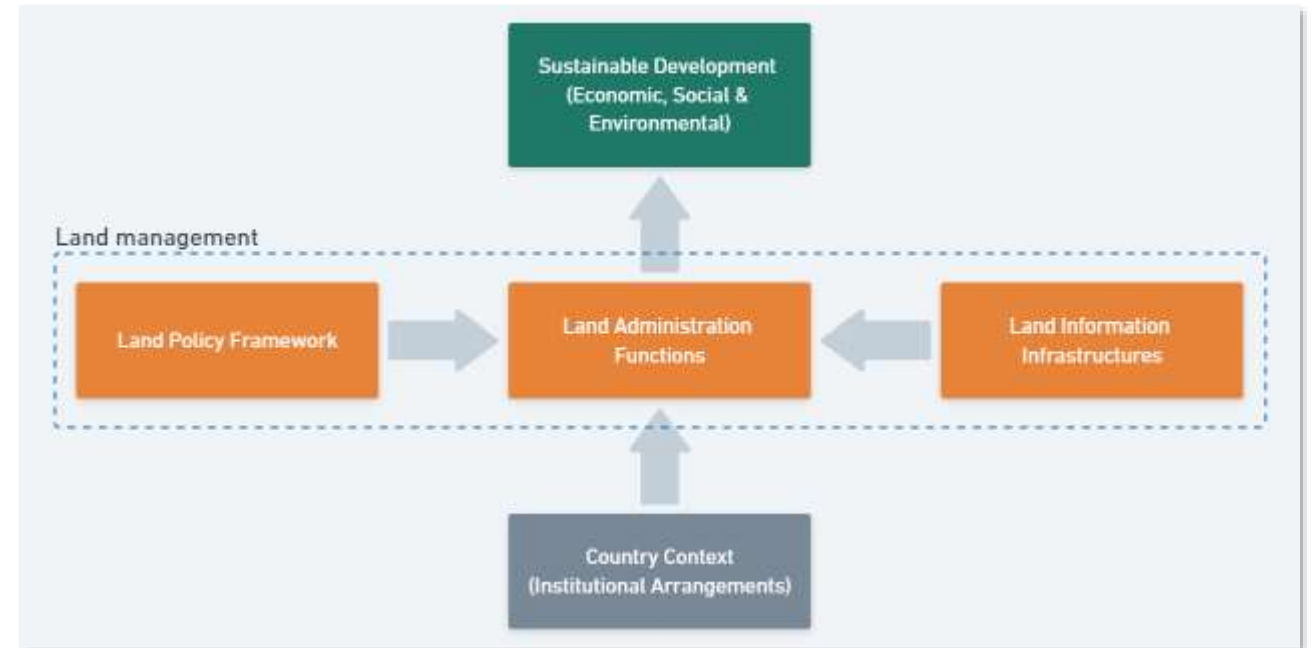 Sustainable Development
(Economic, Social &
Environmental)
Land management
Land Policy Framework
Land Administration
Functions
Land Information
Infrastructures
Country Context
(Institutional Arrangements)